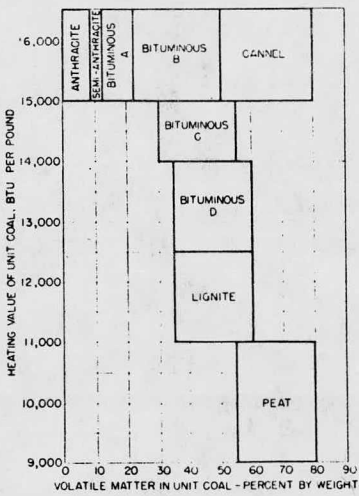 HEATING VALUE OF UNIT COAL, BTU PER POUND
16,000
15,000
14,000
13,000
12,000
11,000
10,000
9,000
ANTHRACITE
SEMI-ANTHRACITE
BITUMINOUS
A
BITUMINOUS
B
CANNEL
BITUMINOUS
C
BITUMINOUS
D
LIGNITE
PEAT
0 10 20 30 40 50 60 70 80 90
VOLATILE MATTER IN UNIT COAL - PERCENT BY WEIGHT